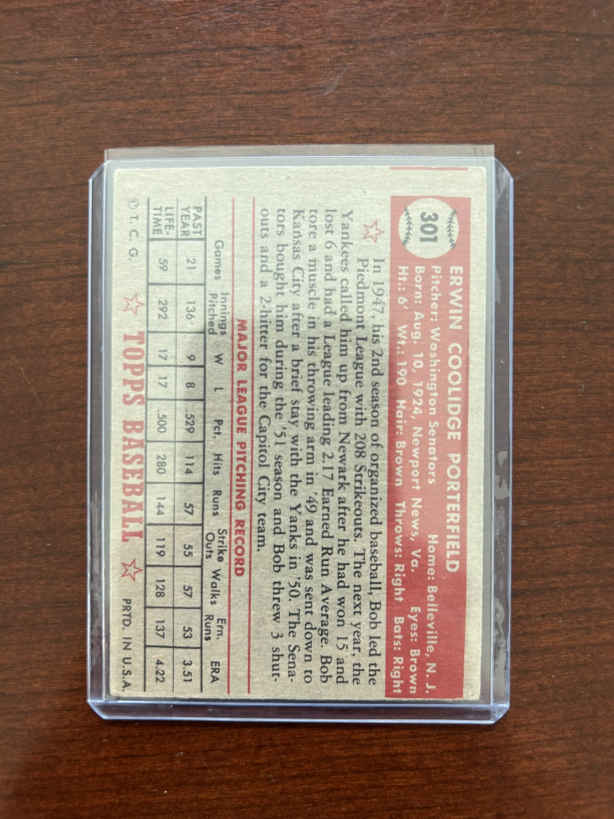 301
ERWIN COOLIDGE PORTERFIELD
Pitcher: Washington Senators Home: Belleville, N. J.
Born: Aug. 10, 1924, Newport News, Va. Eyes: Brown
Ht.: 6' Wt.: 190 Hair: Brown Throws: Right Bats: Right
In 1947, his 2nd season of organized baseball, Bob led the
Piedmont League with 208 Strikeouts. The next year, the
Yankees called him up from Newark after he had won 15 and
lost 6 and had a League leading 2.17 Earned Run Average. Bob
tore a muscle in his throwing arm in '49 and was sent down to
Kansas City after a brief stay with the Yanks in '50. The Sena-
tors bought him during the '51 season and Bob threw 3 shut-
outs and a 2-hitter for the Capitol City team.
MAJOR LEAGUE PITCHING RECORD
Games Innings Pitched W L Pct. Hits Runs Strike Outs Walks Ern. Runs ERA
PAST YEAR 21 136 9 8 .529 114 57 55 57 53 3.51
LIFE-TIME 59 292 17 17 .500 280 144 119 128 137 4.22
© T. C. G. TOPPS BASEBALL PRTD. IN U.S.A.